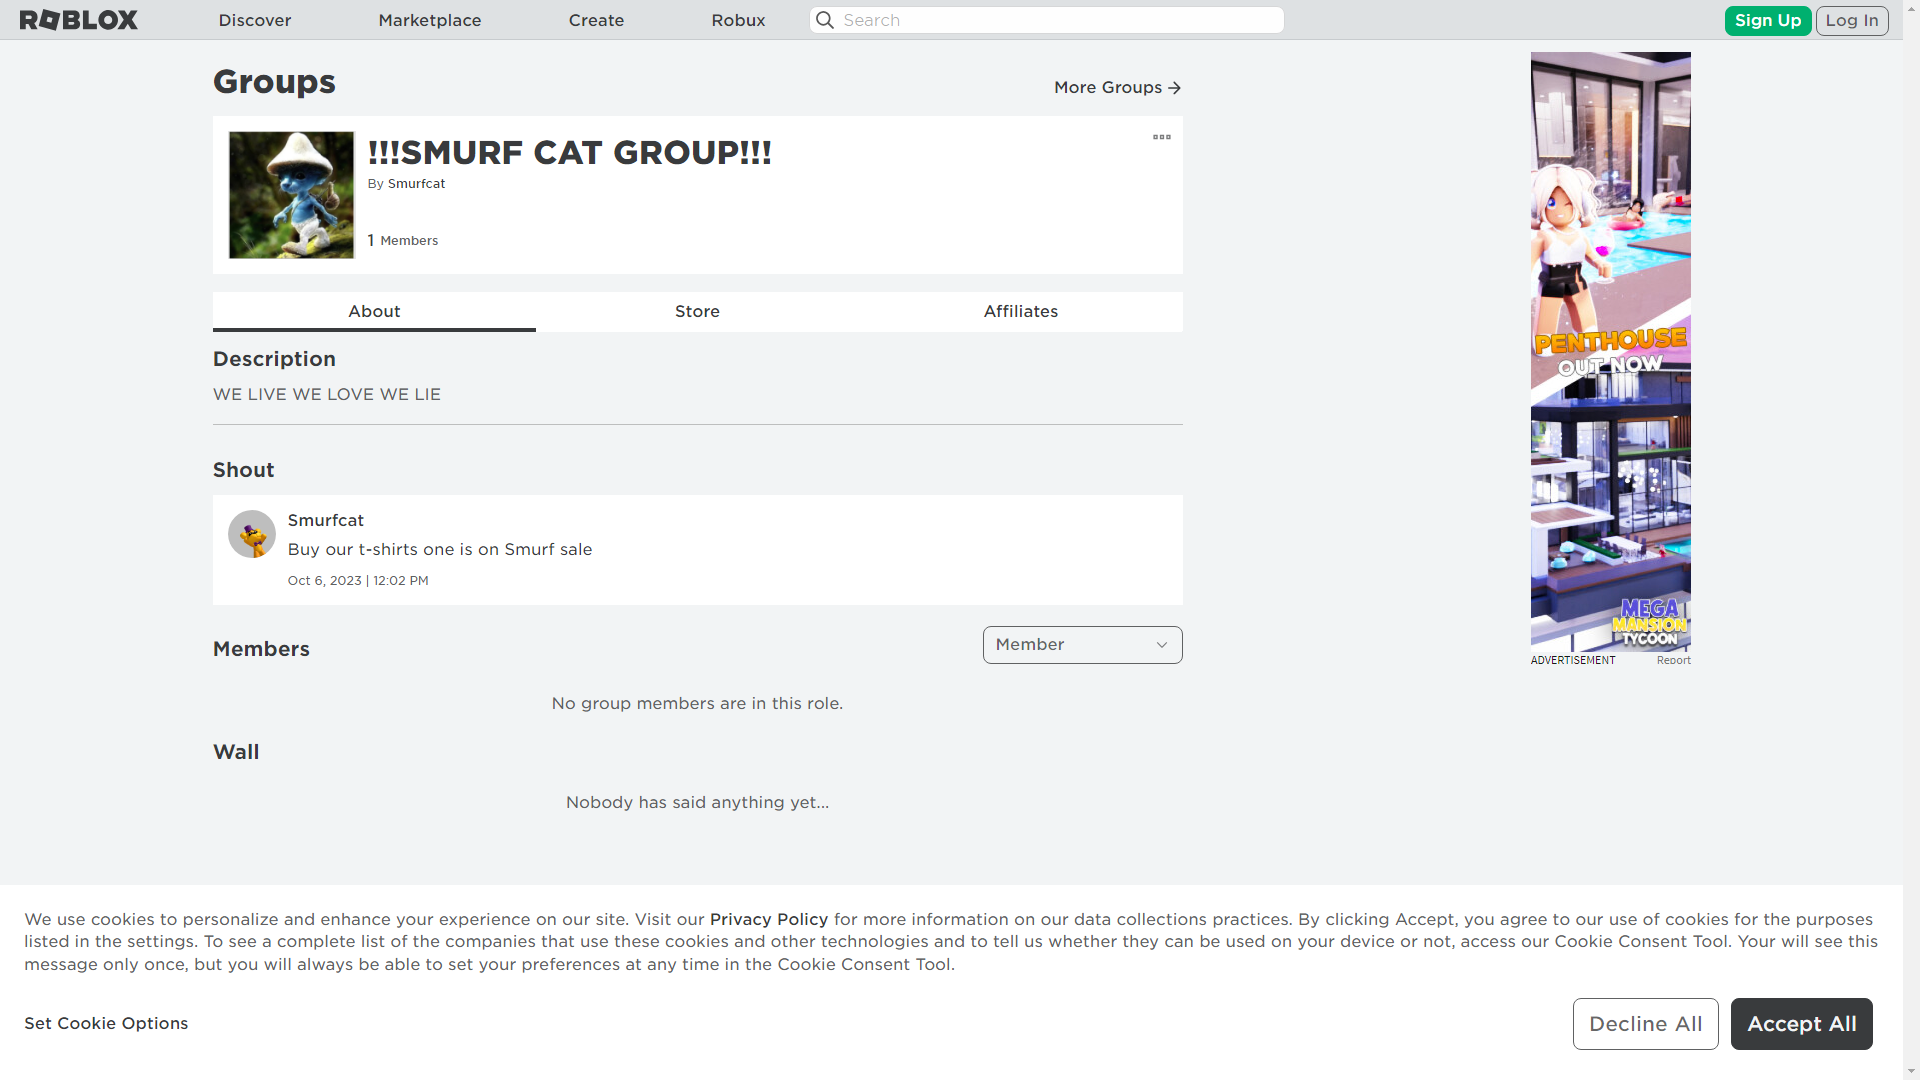 ROBLOX
Discover
Marketplace
Create
Robux
Search
Sign Up
Log In
Groups
More Groups
!!!SMURF CAT GROUP!!!
By Smurfcat
1 Members
About
Store
Affiliates
Description
WE LIVE WE LOVE WE LIE
Shout
Smurfcat
Buy our t-shirts one is on Smurf sale
Oct 6, 2023 | 12:02 PM
Members
Member
No group members are in this role.
Wall
Nobody has said anything yet...
PENTHOUSE
OUT NOW
MEGA
MANSION
TYCOON
ADVERTISEMENT
Report
We use cookies to personalize and enhance your experience on our site. Visit our Privacy Policy for more information on our data collections practices. By clicking Accept, you agree to our use of cookies for the purposes
listed in the settings. To see a complete list of the companies that use these cookies and other technologies and to tell us whether they can be used on your device or not, access our Cookie Consent Tool. Your will see this
message only once, but you will always be able to set your preferences at any time in the Cookie Consent Tool.
Set Cookie Options
Decline All
Accept All